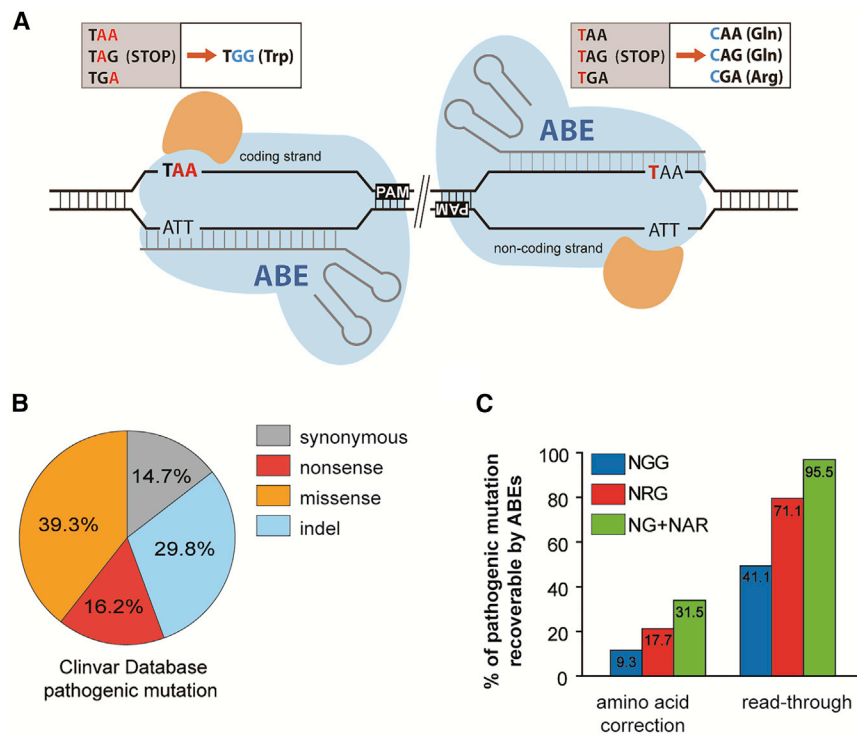 A
TAA
TAG (STOP)
TGA
TGG (Trp)
TAA
TAG (STOP)
TGA
CAA (Gln)
CAG (Gln)
CGA (Arg)
ABE
coding strand
TAA
PAM
TAA
PAM
ATT
ATT
non-coding strand
ABE
B
synonymous
nonsense
missense
indel
14.7%
39.3%
29.8%
16.2%
Clinvar Database
pathogenic mutation
C
% of pathogenic mutation
recoverable by ABEs
100
80
60
40
20
0
NGG
NRG
NG+NAR
9.3
17.7
31.5
41.1
71.1
95.5
amino acid
correction
read-through